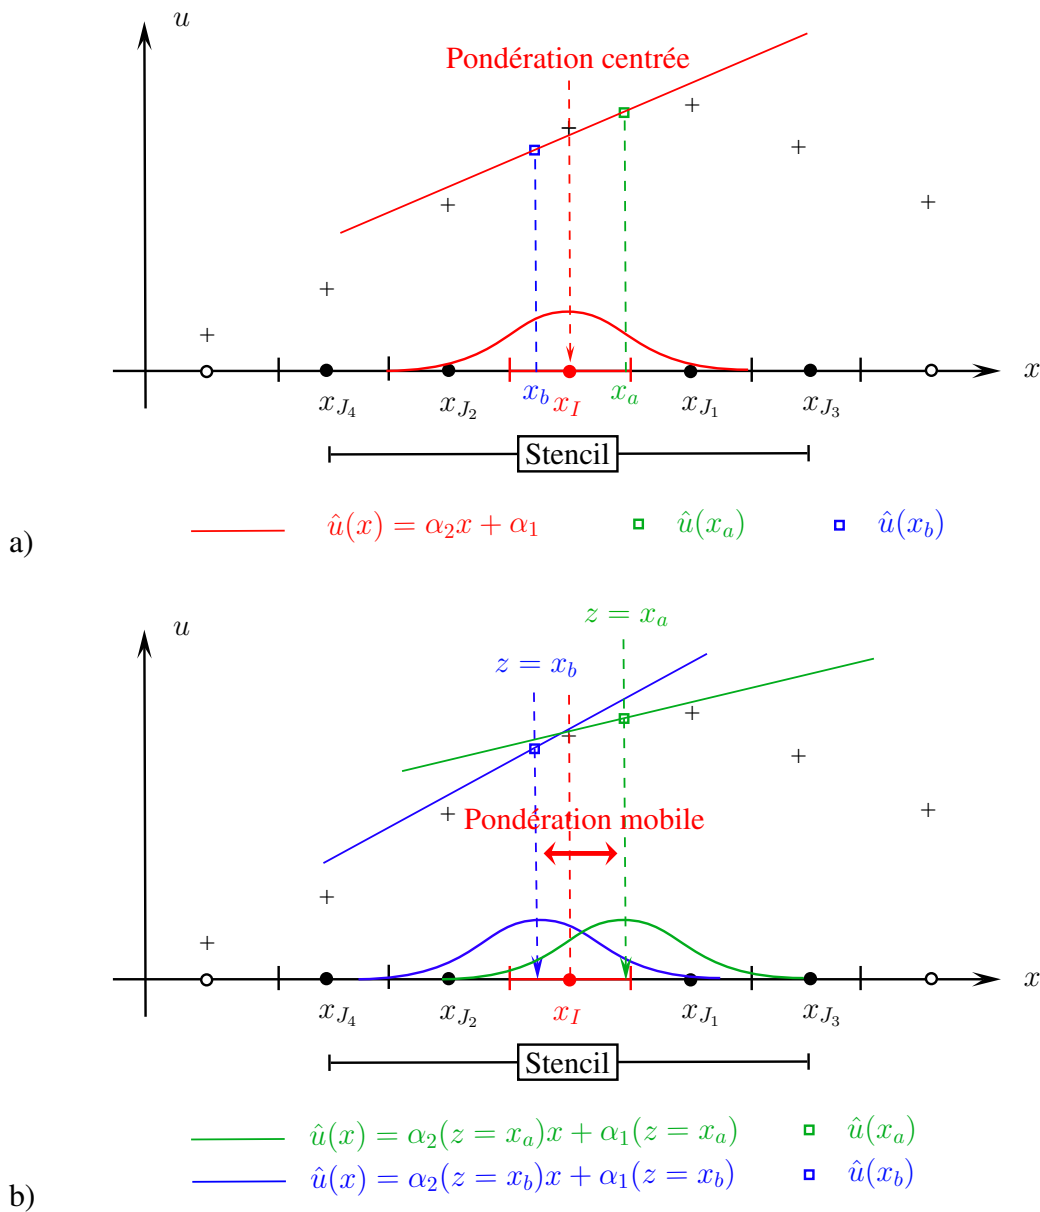 u
Pondération centrée
x
x_b x_I x_a
x_{J_4} x_{J_2} x_{J_1} x_{J_3}
Stencil
û(x) = α_2x + α_1 û(x_a) û(x_b)
a)
z = x_a
u
z = x_b
Pondération mobile
x
x_{J_4} x_{J_2} x_I x_{J_1} x_{J_3}
Stencil
û(x) = α_2(z = x_a)x + α_1(z = x_a) û(x_a)
û(x) = α_2(z = x_b)x + α_1(z = x_b) û(x_b)
b)